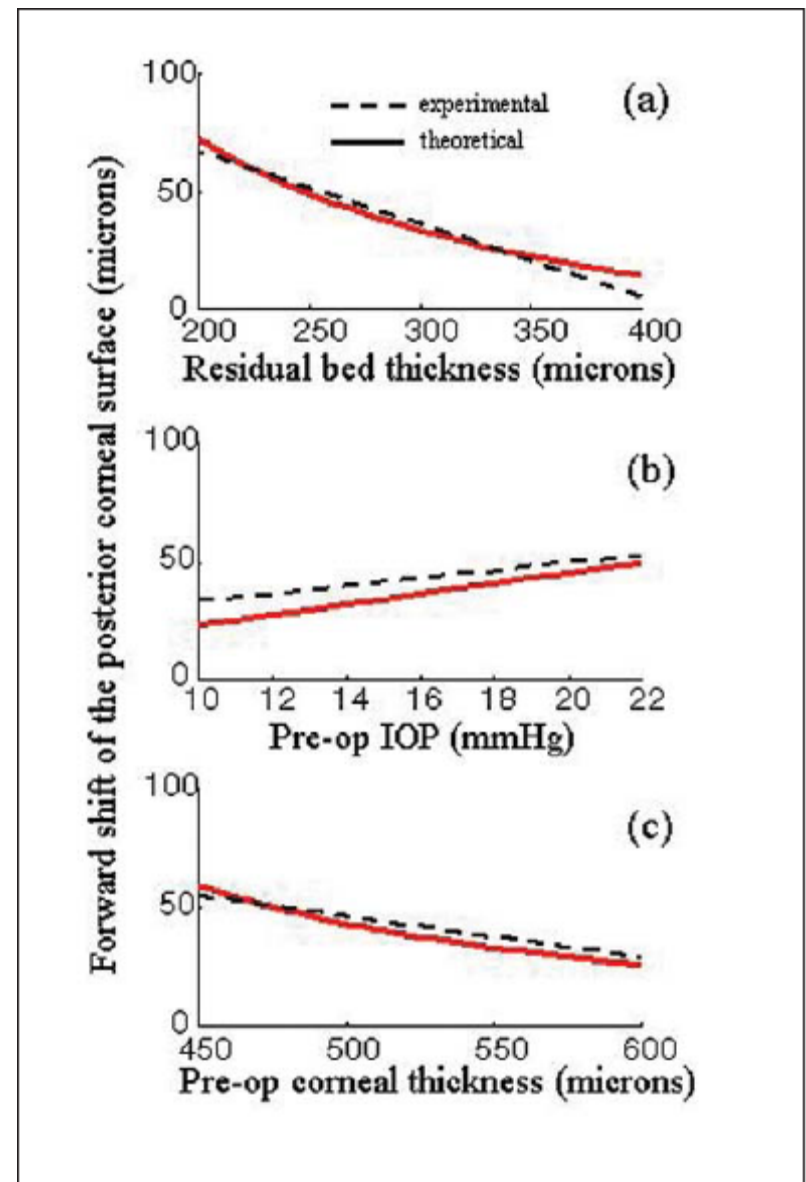 Forward shift of the posterior corneal surface (microns)
100
50
0
experimental
theoretical
(a)
200 250 300 350 400
Residual bed thickness (microns)
100
50
0
(b)
10 12 14 16 18 20 22
Pre-op IOP (mmHg)
100
50
0
(c)
450 500 550 600
Pre-op corneal thickness (microns)